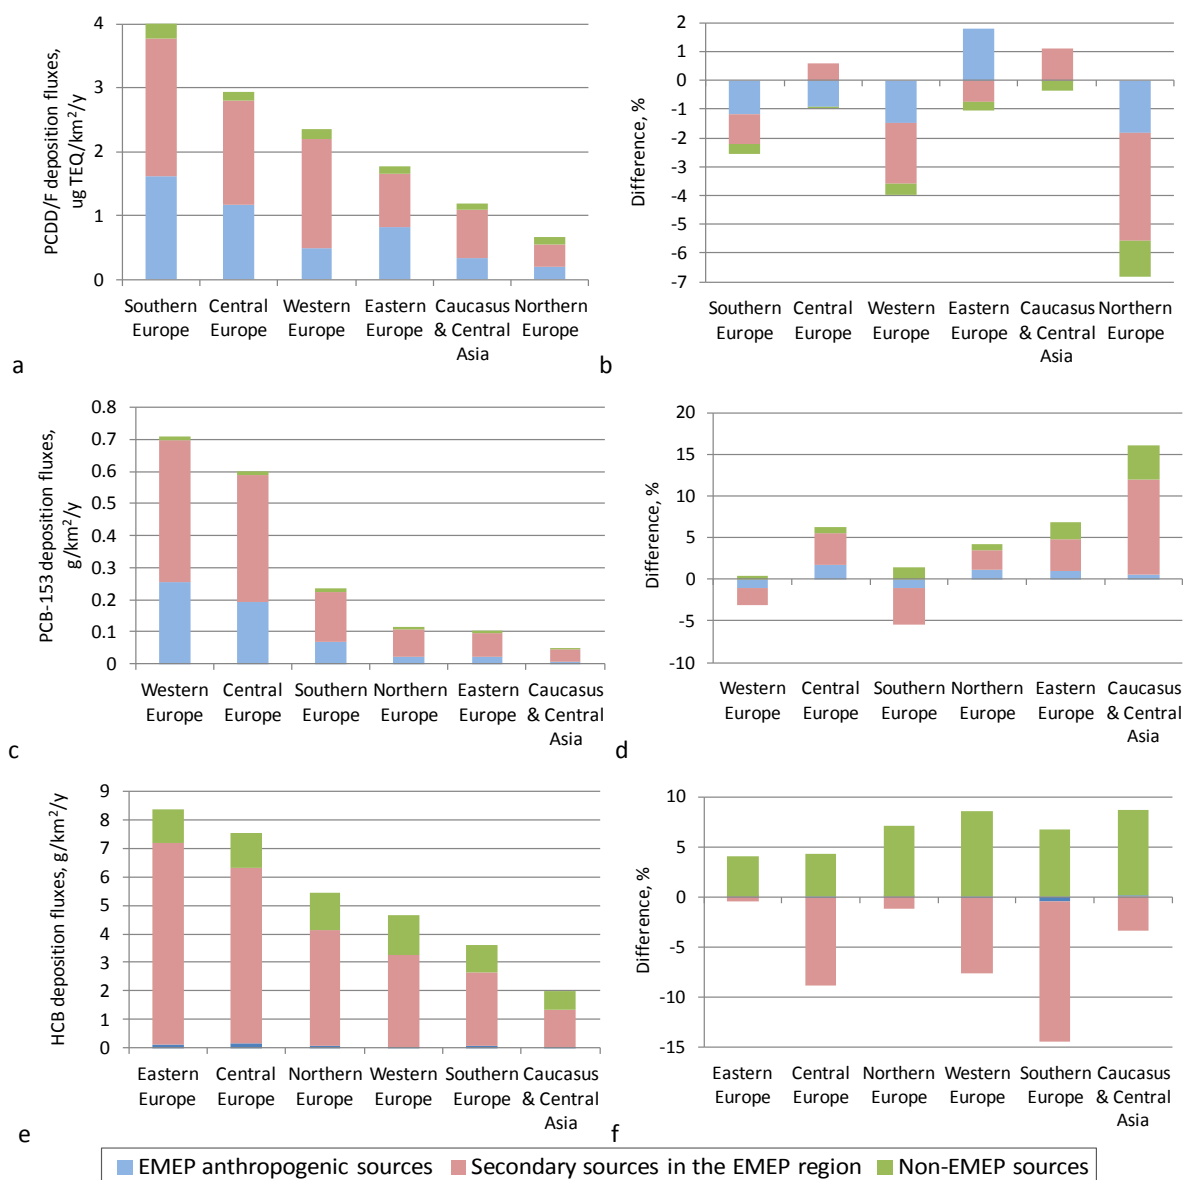 PCDD/F deposition fluxes,
ug TEQ/km²/y
4
3
2
1
0
Southern
Europe
Central
Europe
Western
Europe
Eastern
Europe
Caucasus
& Central
Asia
Northern
Europe
a
Difference, %
2
1
0
-1
-2
-3
-4
-5
-6
-7
Southern
Europe
Central
Europe
Western
Europe
Eastern
Europe
Caucasus
& Central
Asia
Northern
Europe
b
PCB-153 deposition fluxes,
g/km²/y
0.8
0.7
0.6
0.5
0.4
0.3
0.2
0.1
0
Western
Europe
Central
Europe
Southern
Europe
Northern
Europe
Eastern
Europe
Caucasus
& Central
Asia
c
Difference, %
20
15
10
5
0
-5
-10
Western
Europe
Central
Europe
Southern
Europe
Northern
Europe
Eastern
Europe
Caucasus
& Central
Asia
d
HCB deposition fluxes, g/km²/y
9
8
7
6
5
4
3
2
1
0
Eastern
Europe
Central
Europe
Northern
Europe
Western
Europe
Southern
Europe
Caucasus
& Central
Asia
e
Difference, %
10
5
0
-5
-10
-15
Eastern
Europe
Central
Europe
Northern
Europe
Western
Europe
Southern
Europe
Caucasus
& Central
Asia
f
EMEP anthropogenic sources
Secondary sources in the EMEP region
Non-EMEP sources